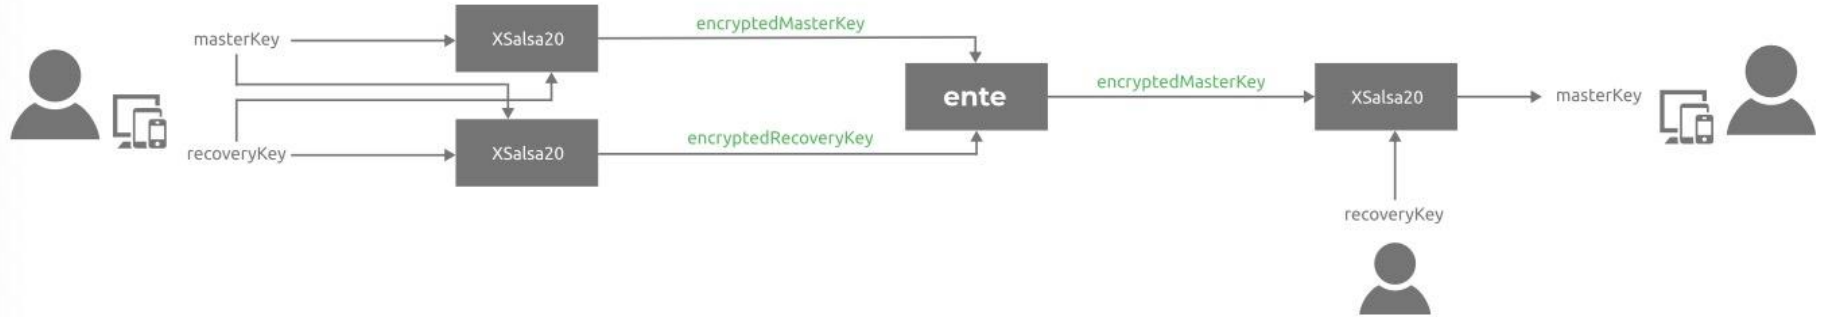 masterKey
XSalsa20
encryptedMasterKey
recoveryKey
XSalsa20
encryptedRecoveryKey
ente
encryptedMasterKey
XSalsa20
masterKey
recoveryKey